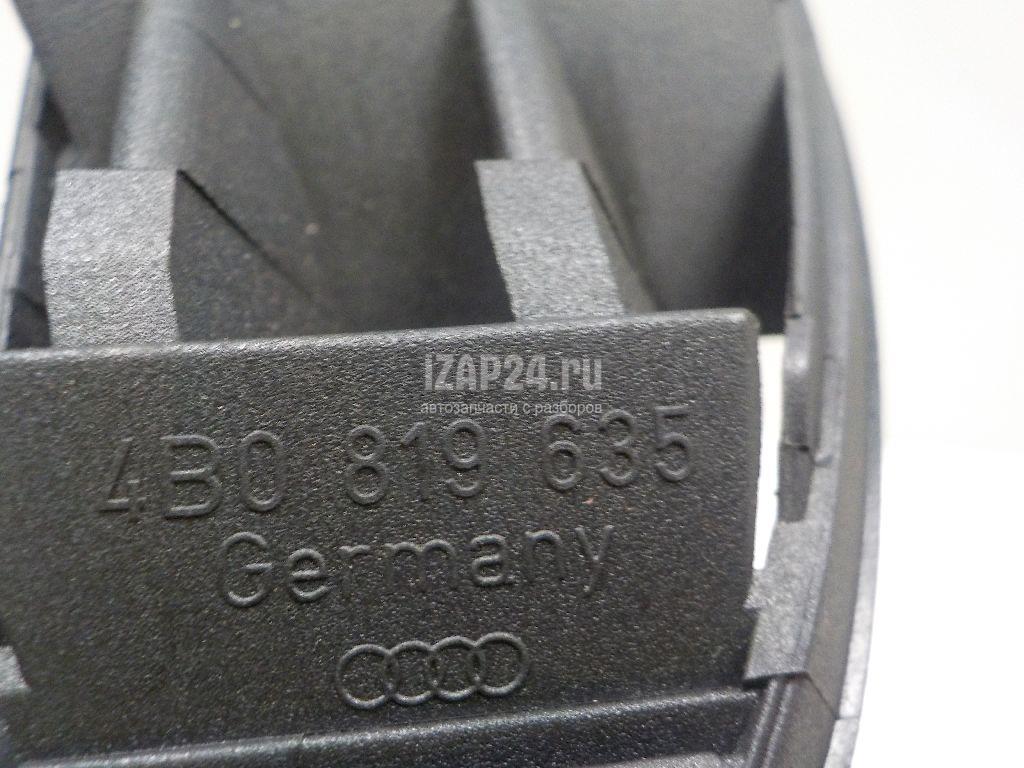 iZAP24.ru
автозапчасти с разборов
4B0 819 635
Germany